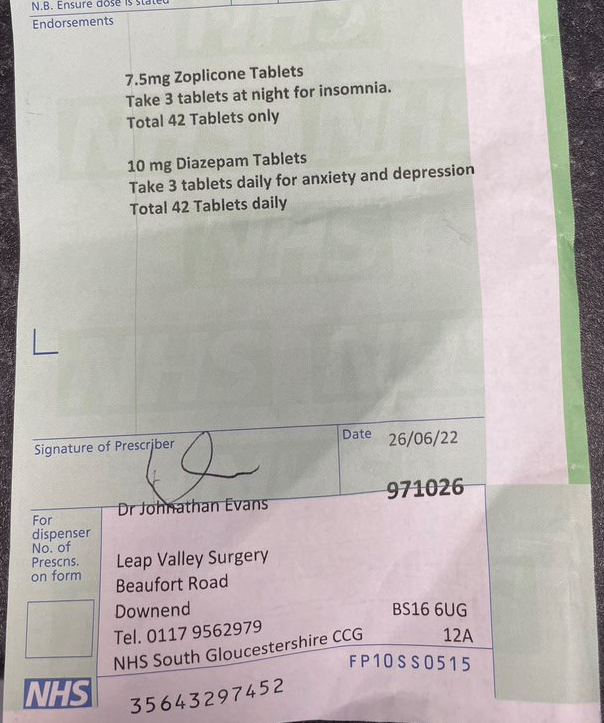 N.B. Ensure dose is stated
Endorsements
7.5mg Zoplicone Tablets
Take 3 tablets at night for insomnia.
Total 42 Tablets only
10 mg Diazepam Tablets
Take 3 tablets daily for anxiety and depression
Total 42 Tablets daily
Signature of Prescriber
Date
26/06/22
971026
Dr Johnathan Evans
For
dispenser
No. of
Prescns.
on form
Leap Valley Surgery
Beaufort Road
Downend BS16 6UG
Tel. 0117 9562979 12A
NHS South Gloucestershire CCG
FP10SS0515
NHS
35643297452